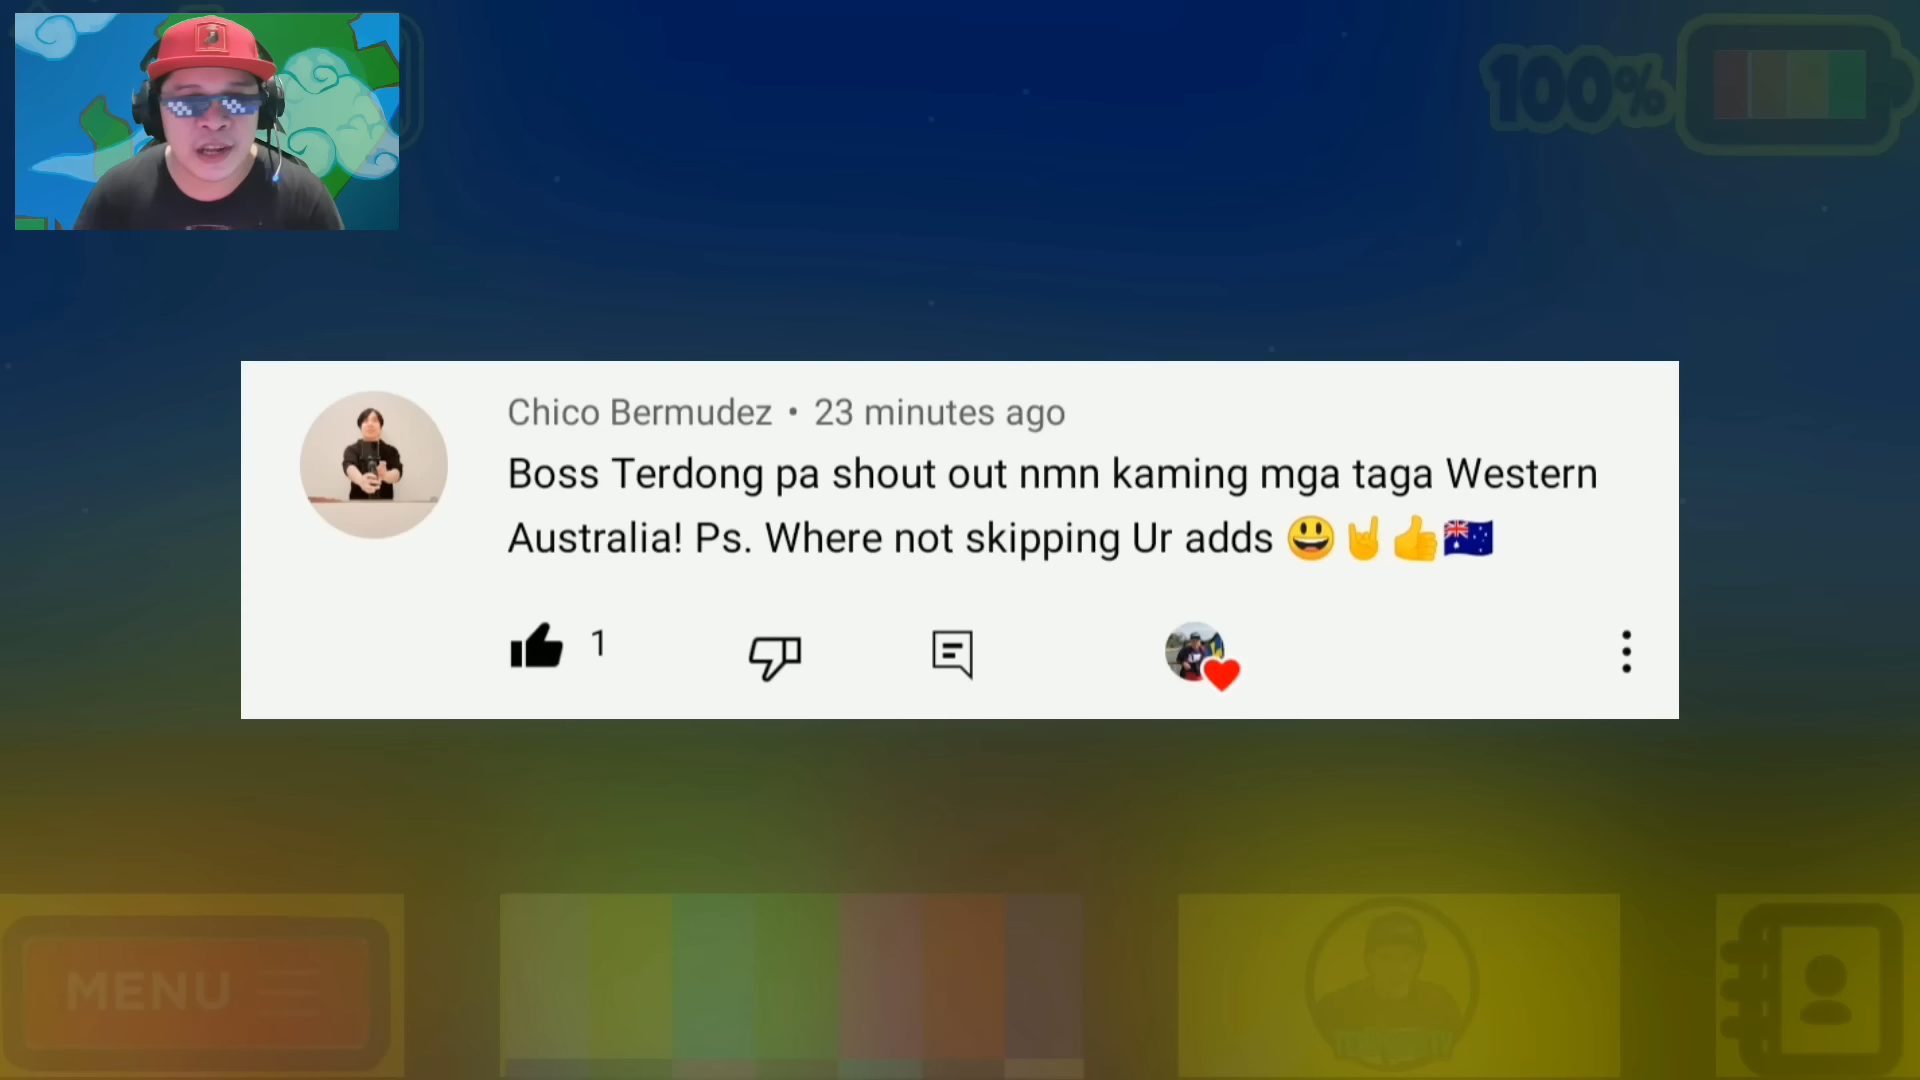 100%
Chico Bermudez • 23 minutes ago
Boss Terdong pa shout out nmn kaming mga taga Western
Australia! Ps. Where not skipping Ur adds 😃🤘👍🇦🇺
1
MENU